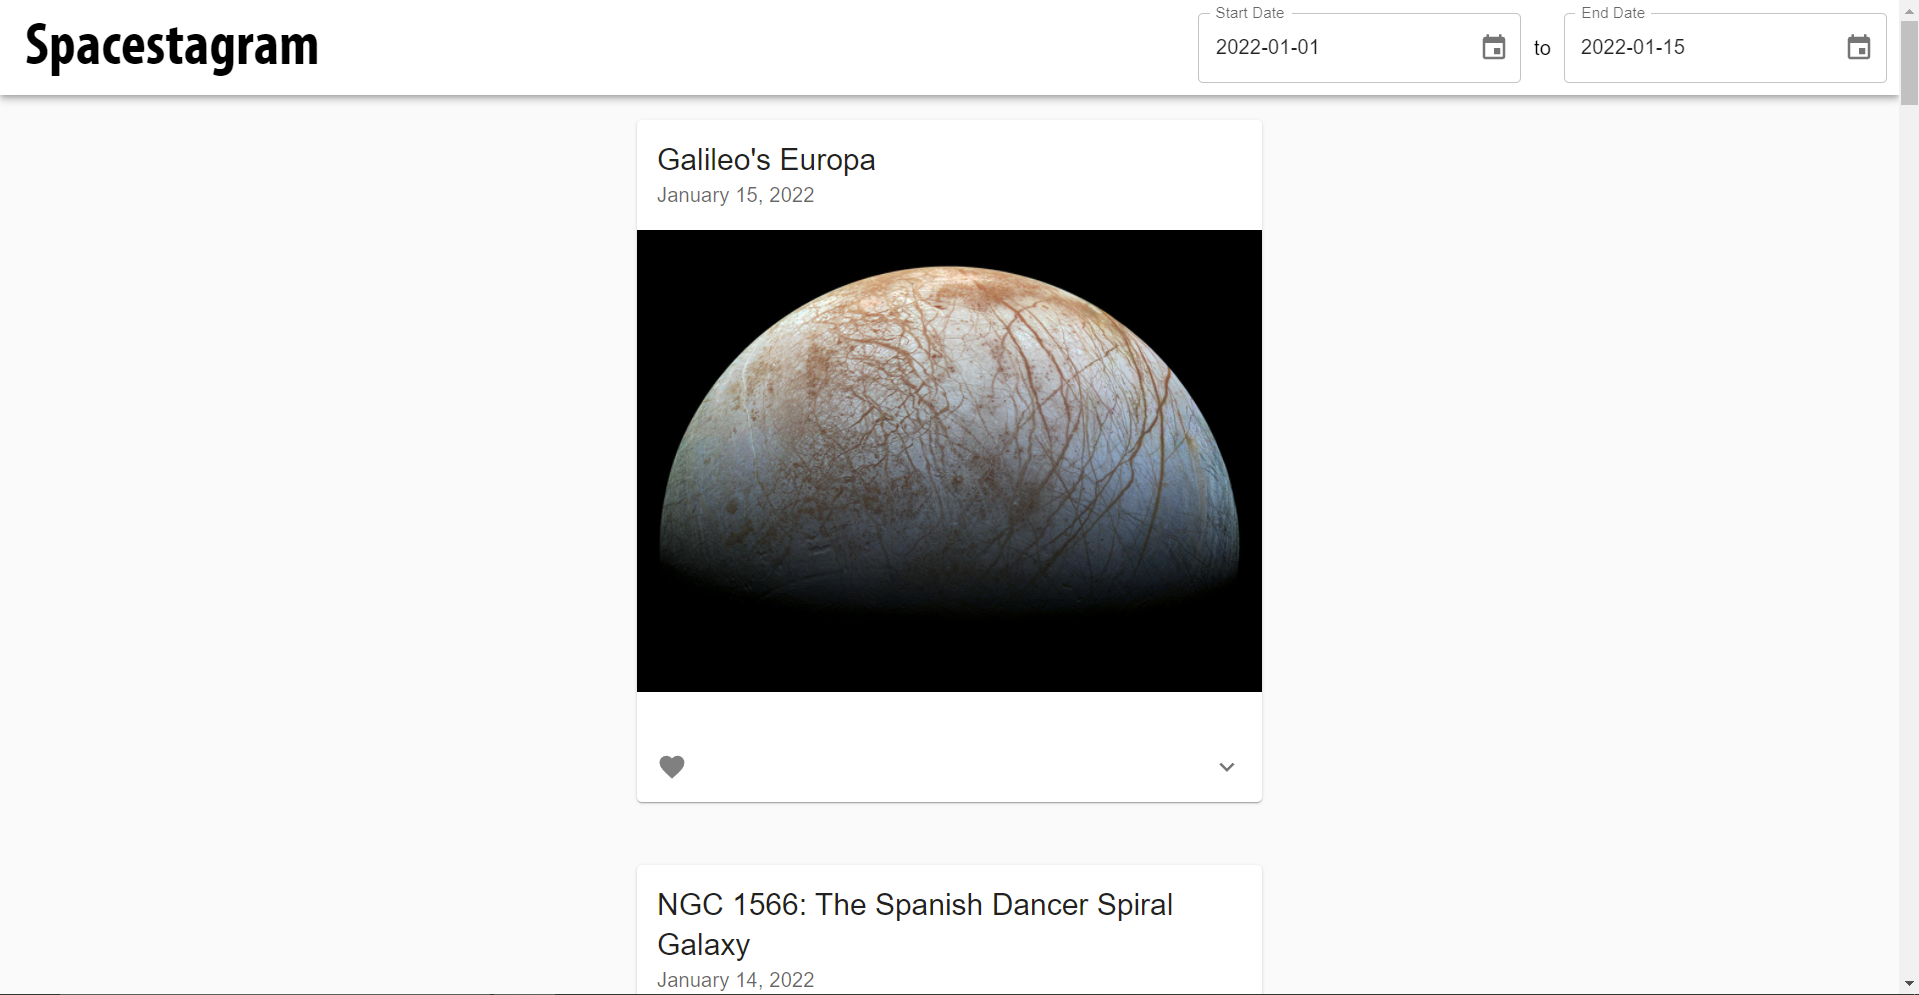 Spacestagram
Start Date
2022-01-01
to
End Date
2022-01-15
Galileo's Europa
January 15, 2022
NGC 1566: The Spanish Dancer Spiral
Galaxy
January 14, 2022